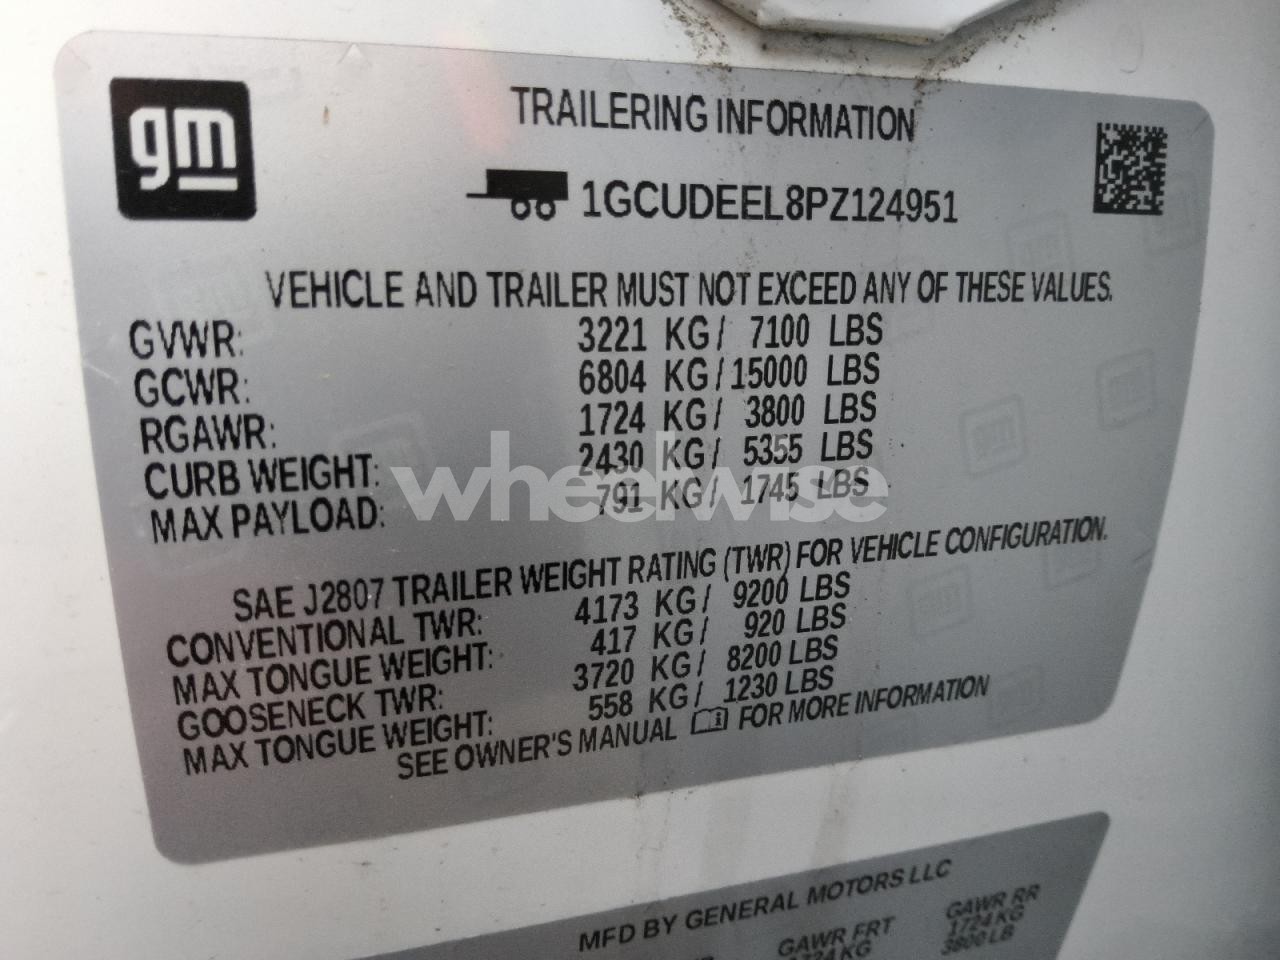 gm
TRAILERING INFORMATION
1GCUDEEL8PZ124951
VEHICLE AND TRAILER MUST NOT EXCEED ANY OF THESE VALUES.
GVWR: 3221 KG/ 7100 LBS
GCWR: 6804 KG/ 15000 LBS
RGAWR: 1724 KG/ 3800 LBS
CURB WEIGHT: 2430 KG/ 5355 LBS
MAX PAYLOAD: 791 KG/ 1745 LBS
wheelwise
SAE J2807 TRAILER WEIGHT RATING (TWR) FOR VEHICLE CONFIGURATION.
CONVENTIONAL TWR: 4173 KG/ 9200 LBS
MAX TONGUE WEIGHT: 417 KG/ 920 LBS
GOOSENECK TWR: 3720 KG/ 8200 LBS
MAX TONGUE WEIGHT: 558 KG/ 1230 LBS
SEE OWNER'S MANUAL FOR MORE INFORMATION
MFD BY GENERAL MOTORS LLC
GAWR FRT GAWR RR
1724 KG 1724 KG
3800 LB